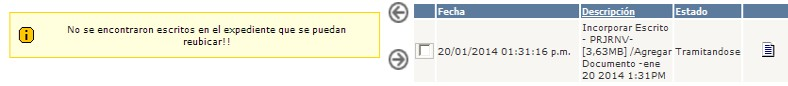 No se encontraron escritos en el expediente que se puedan
reubicar!!
Fecha Descripción Estado
20/01/2014 01:31:16 p.m.
Incorporar Escrito
- PRJRNV-
[3,63MB] /Agregar
Documento -ene
20 2014 1:31PM
Tramitandose